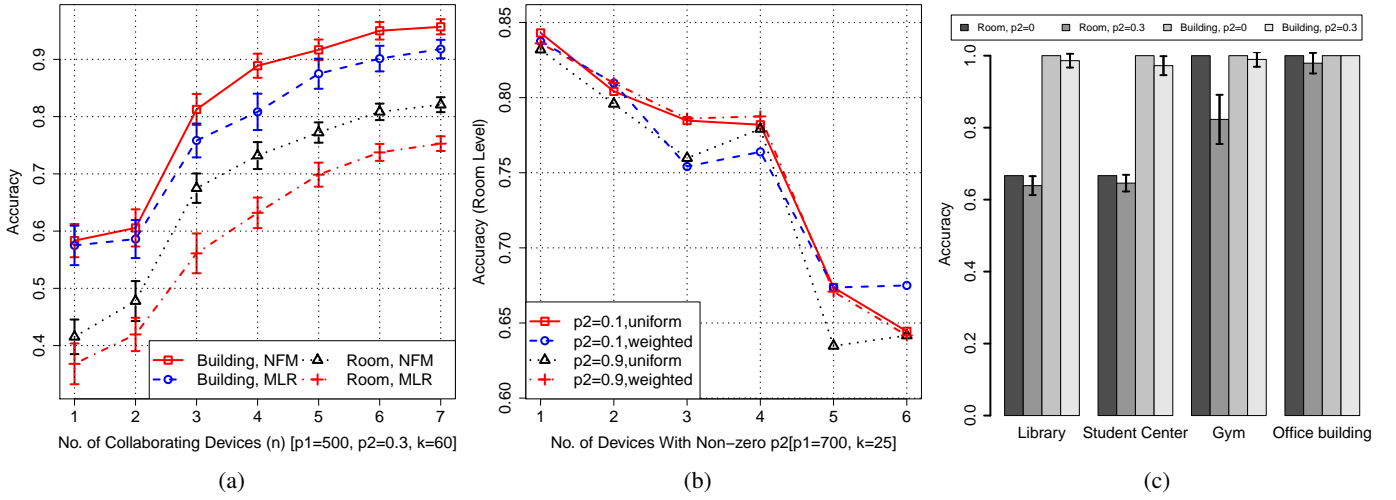 0.4 0.5 0.6 0.7 0.8 0.9
Accuracy
Building, NFM
Building, MLR
Room, NFM
Room, MLR
1 2 3 4 5 6 7
No. of Collaborating Devices (n) [p1=500, p2=0.3, k=60]
(a)
0.60 0.65 0.70 0.75 0.80 0.85
Accuracy (Room Level)
p2=0.1,uniform
p2=0.1,weighted
p2=0.9,uniform
p2=0.9,weighted
1 2 3 4 5 6
No. of Devices With Non−zero p2[p1=700, k=25]
(b)
Room, p2=0 Room, p2=0.3 Building, p2=0 Building, p2=0.3
0.0 0.2 0.4 0.6 0.8 1.0
Accuracy
Library Student Center Gym Office building
(c)